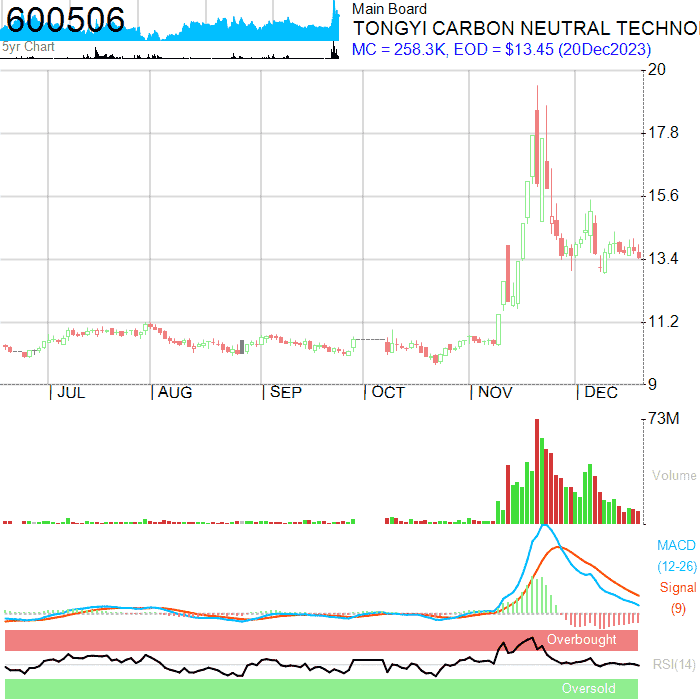 600506
5yr Chart
Main Board
TONGYI CARBON NEUTRAL TECHNO
MC = 258.3K, EOD = $13.45 (20Dec2023)
20
17.8
15.6
13.4
11.2
9
JUL AUG SEP OCT NOV DEC
73M
Volume
MACD
(12-26)
Signal
(9)
Overbought
RSI(14)
Oversold